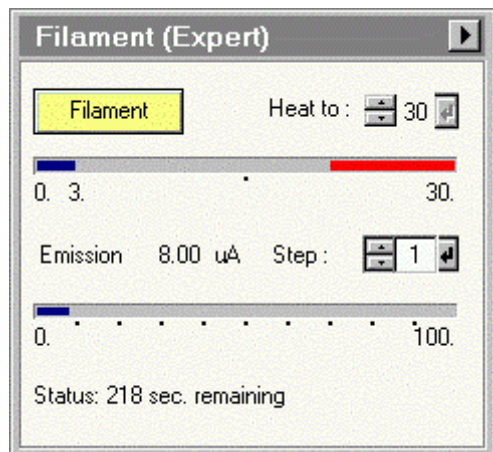 Filament (Expert)
Filament Heat to : 30
0. 3. 30.
Emission 8.00 uA Step : 1
0. 100.
Status: 218 sec. remaining